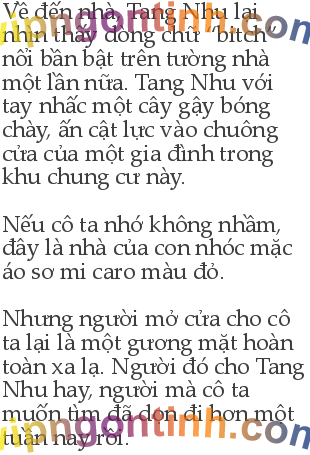 Về đến nhà, Tang Nhu lại
nhìn thấy dòng chữ “bitch”
nổi bần bật trên tường nhà
một lần nữa. Tang Nhu với
tay nhấc một cây gậy bóng
chày, ấn cật lực vào chuông
cửa của một gia đình trong
khu chung cư này.
Nếu cô ta nhớ không nhầm,
đây là nhà của con nhóc mặc
áo sơ mi caro màu đỏ.
Nhưng người mở cửa cho cô
ta lại là một gương mặt hoàn
toàn xa lạ. Người đó cho Tang
Nhu hay, người mà cô ta
muốn tìm đã dọn đi hơn một
tuần nay rồi.
vipngontinh.com
vipngontinh.com